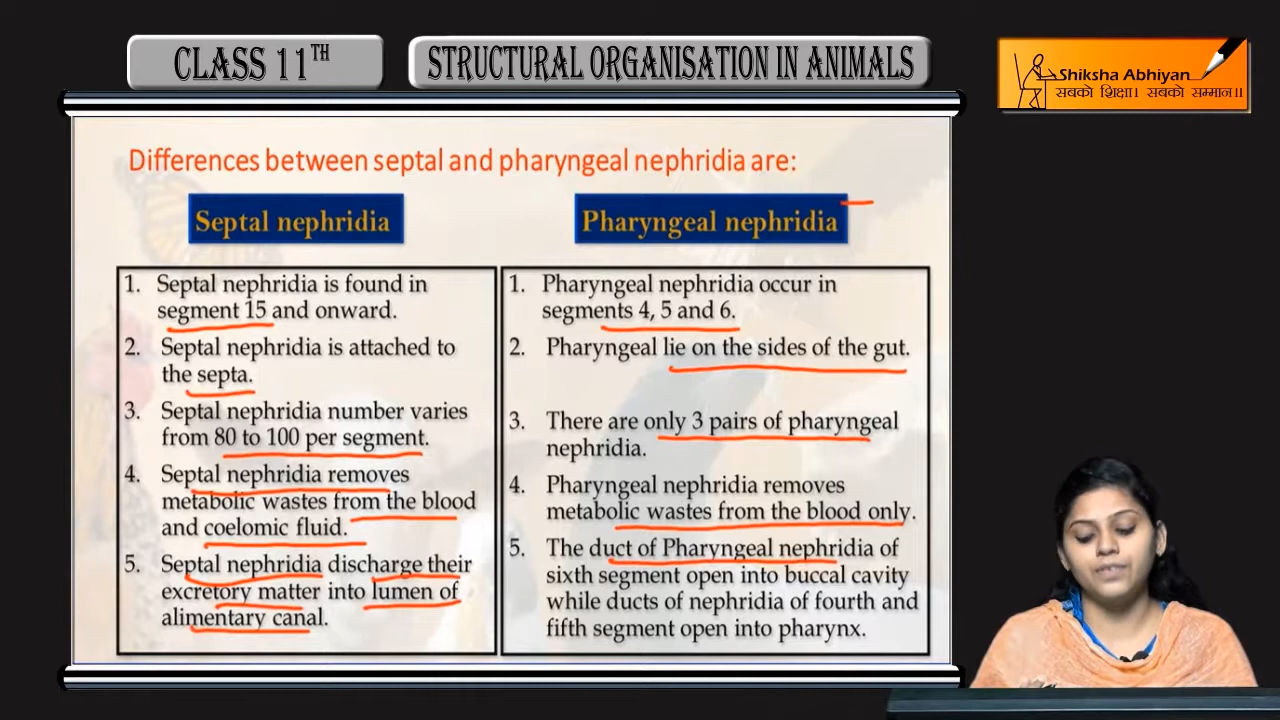 CLASS 11TH
STRUCTURAL ORGANISATION IN ANIMALS
Shiksha Abhiyan
सबको शिक्षा। सबको सम्मान।।
Differences between septal and pharyngeal nephridia are:
Septal nephridia
1. Septal nephridia is found in
segment 15 and onward.
2. Septal nephridia is attached to
the septa.
3. Septal nephridia number varies
from 80 to 100 per segment.
4. Septal nephridia removes
metabolic wastes from the blood
and coelomic fluid.
5. Septal nephridia discharge their
excretory matter into lumen of
alimentary canal.
Pharyngeal nephridia
1. Pharyngeal nephridia occur in
segments 4, 5 and 6.
2. Pharyngeal lie on the sides of the gut.
3. There are only 3 pairs of pharyngeal
nephridia.
4. Pharyngeal nephridia removes
metabolic wastes from the blood only.
5. The duct of Pharyngeal nephridia of
sixth segment open into buccal cavity
while ducts of nephridia of fourth and
fifth segment open into pharynx.